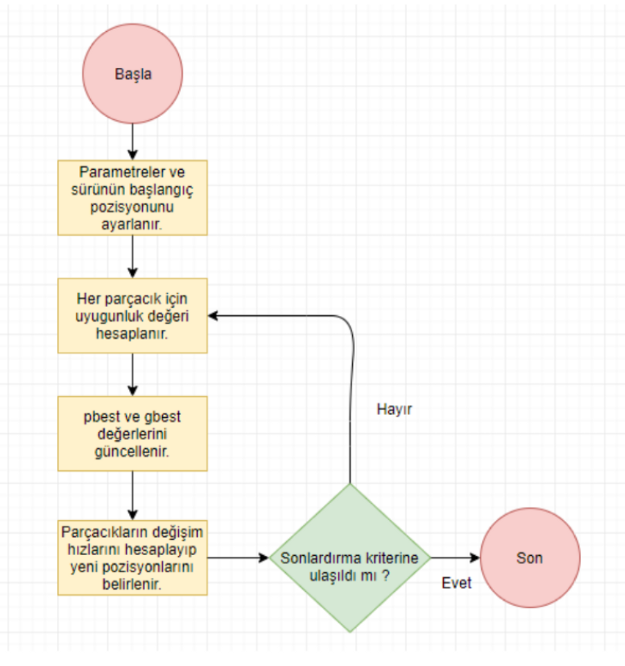 Başla
Parametreler ve
sürünün başlangıç
pozisyonunu
ayarlanır.
Her parçacık için
uyugunluk değeri
hesaplanır.
pbest ve gbest
değerlerini
güncellenir.
Parçacıkların değişim
hızlarını hesaplayıp
yeni pozisyonlarını
belirlenir.
Hayır
Sonlardırma kriterine
ulaşıldı mı ?
Evet
Son